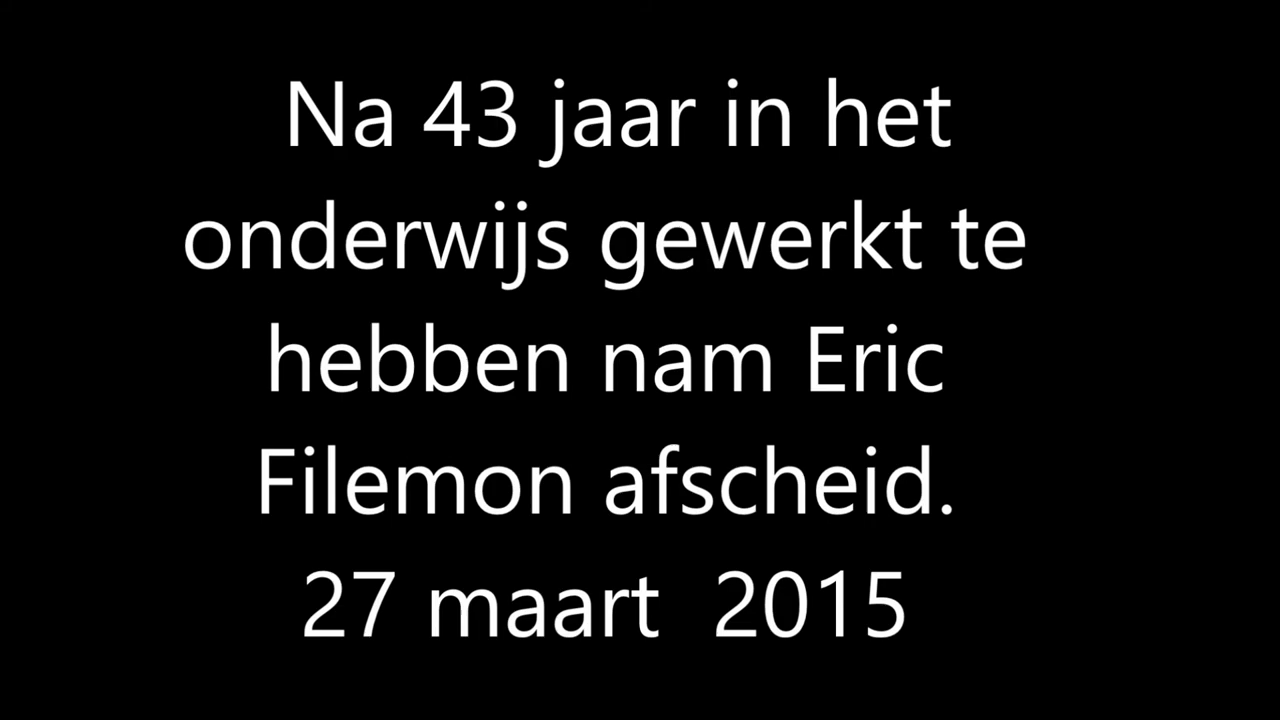 Na 43 jaar in het
onderwijs gewerkt te
hebben nam Eric
Filemon afscheid.
27 maart  2015